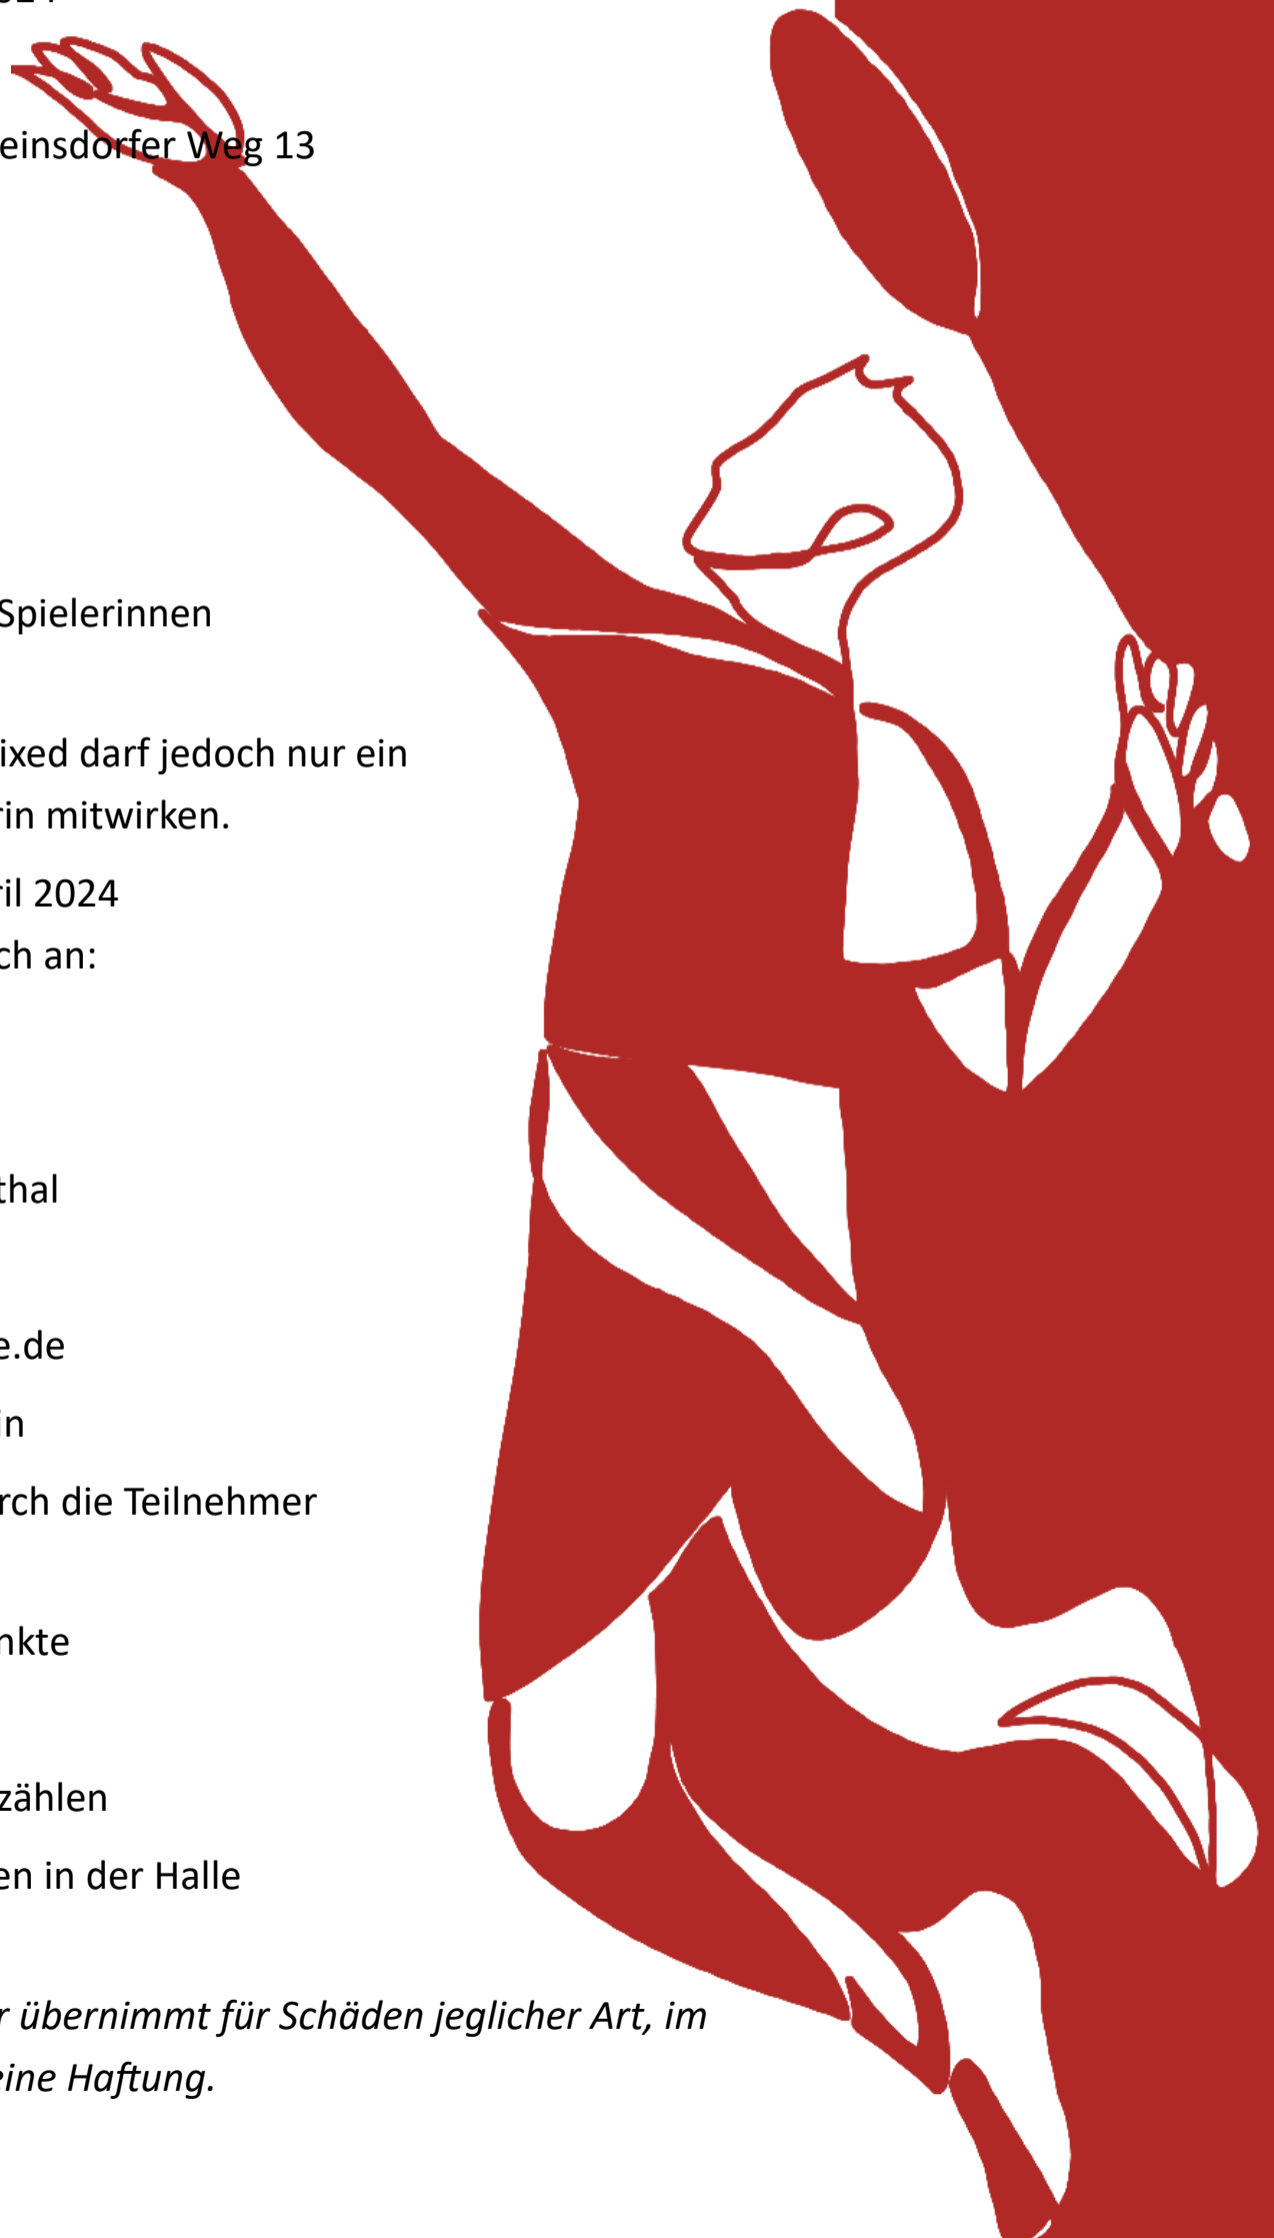 einsdorfer Weg 13
Spielerinnen
ixed darf jedoch nur ein
rin mitwirken.
ril 2024
ch an:
thal
e.de
in
rch die Teilnehmer
nkte
zählen
en in der Halle
r übernimmt für Schäden jeglicher Art, im
eine Haftung.